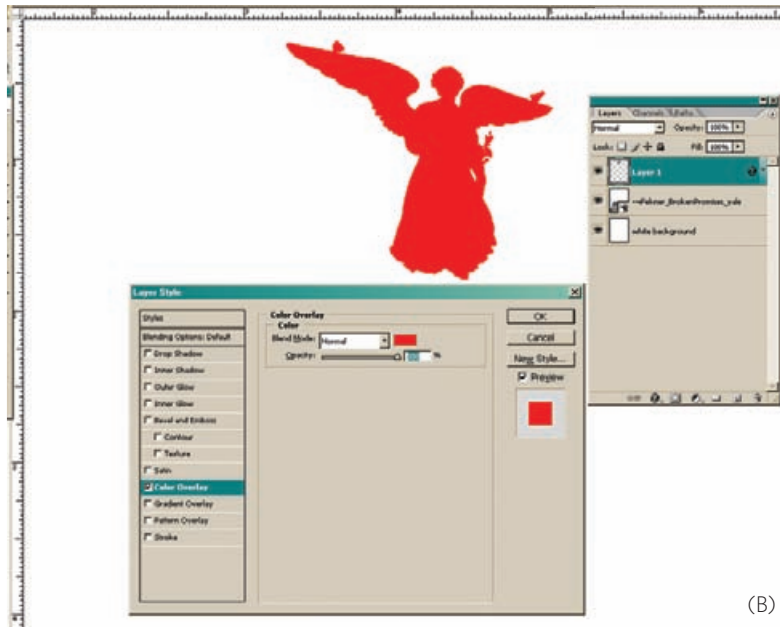 Layers Channels Paths
Normal Opacity: 100%
Lock: Fill: 100%
Layer 1
white background
Layer Style
Styles
Blending Options: Default
Drop Shadow
Inner Shadow
Outer Glow
Inner Glow
Bevel and Emboss
Contour
Texture
Satin
Color Overlay
Gradient Overlay
Pattern Overlay
Stroke
Color Overlay
Color
Blend Mode: Normal
Opacity: %
OK
Cancel
New Style...
Preview
(B)